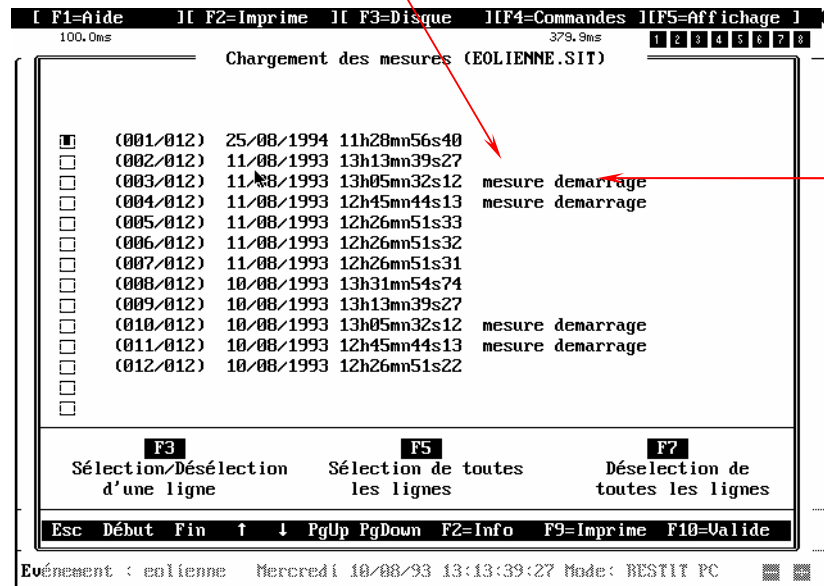 [ F1=Aide ][ F2=Imprime ][ F3=Disque ][F4=Commandes ][F5=Affichage ]
100.0ms 379.9ms 1 2 3 4 5 6 7 8
Chargement des mesures (EOLIENNE.SIT)
(001/012) 25/08/1994 11h28mn56s40
(002/012) 11/08/1993 13h13mn39s27
(003/012) 11/08/1993 13h05mn32s12 mesure demarrage
(004/012) 11/08/1993 12h45mn44s13 mesure demarrage
(005/012) 11/08/1993 12h26mn51s33
(006/012) 11/08/1993 12h26mn51s32
(007/012) 11/08/1993 12h26mn51s31
(008/012) 10/08/1993 13h31mn54s74
(009/012) 10/08/1993 13h13mn39s27
(010/012) 10/08/1993 13h05mn32s12 mesure demarrage
(011/012) 10/08/1993 12h45mn44s13 mesure demarrage
(012/012) 10/08/1993 12h26mn51s22
F3 F5 F7
Sélection/Désélection Sélection de toutes Déselection de
d'une ligne les lignes toutes les lignes
Esc Début Fin ↑ ↓ PgUp PgDown F2=Info F9=Imprime F10=Valide
Evénement : eolienne Mercredi 10/08/93 13:13:39:27 Mode: RESTIT PC